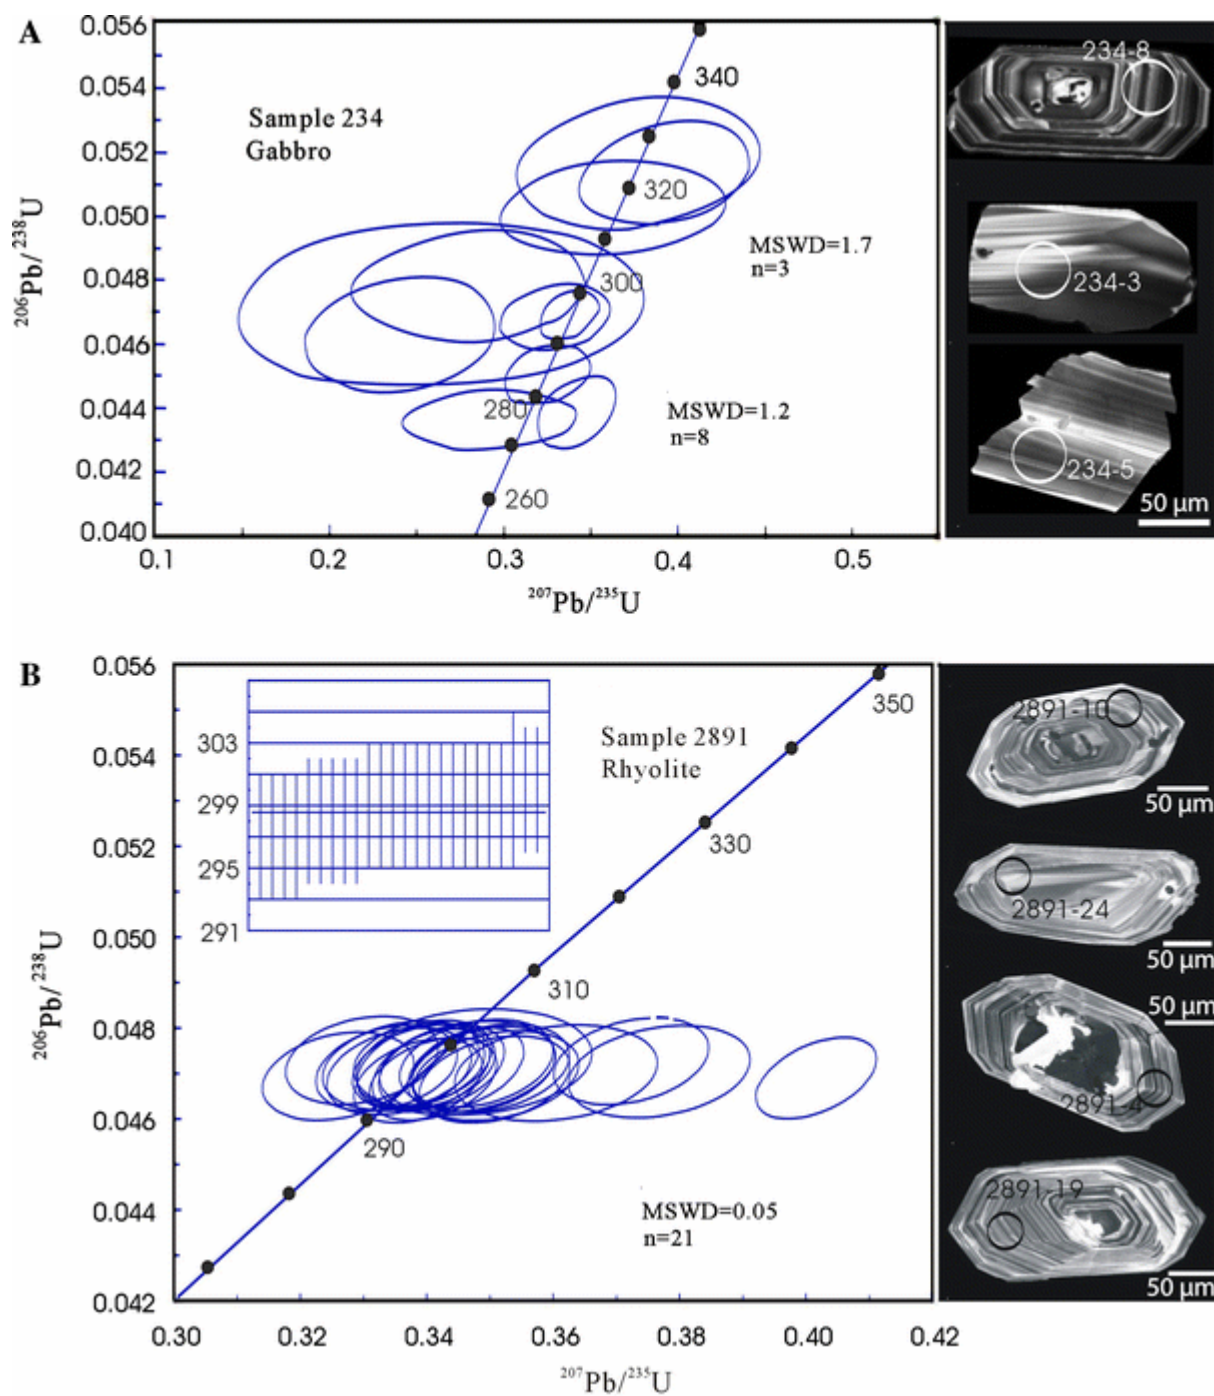 A
0.056
0.054
0.052
0.050
0.048
0.046
0.044
0.042
0.040
206Pb/238U
Sample 234
Gabbro
340
320
300
280
260
MSWD=1.7
n=3
MSWD=1.2
n=8
0.1
0.2
0.3
0.4
0.5
207Pb/235U
234-8
234-3
234-5
50 µm
B
0.056
0.054
0.052
0.050
0.048
0.046
0.044
0.042
206Pb/238U
303
299
295
291
Sample 2891
Rhyolite
350
330
310
290
MSWD=0.05
n=21
0.30
0.32
0.34
0.36
0.38
0.40
0.42
207Pb/235U
2891-10
50 µm
2891-24
50 µm
50 µm
2891-4
2891-19
50 µm